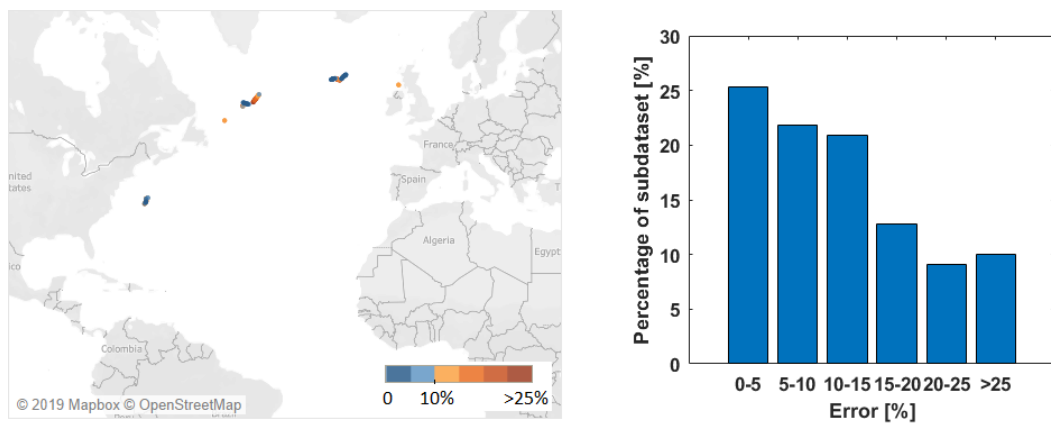 United
States
ico
France
Spain
Algeria
Egypt
T
Colombia
© 2019 Mapbox © OpenStreetMap
0 10% >25%
Percentage of subdataset [%]
30
25
20
15
10
5
0
0-5 5-10 10-15 15-20 20-25 >25
Error [%]